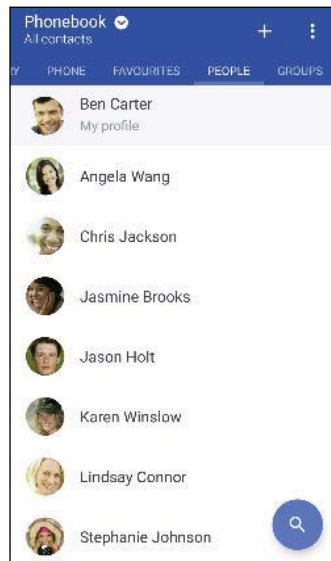 Phonebook
All contacts
RY PHONE FAVOURITES PEOPLE GROUPS
Ben Carter
My profile
Angela Wang
Chris Jackson
Jasmine Brooks
Jason Holt
Karen Winslow
Lindsay Connor
Stephanie Johnson